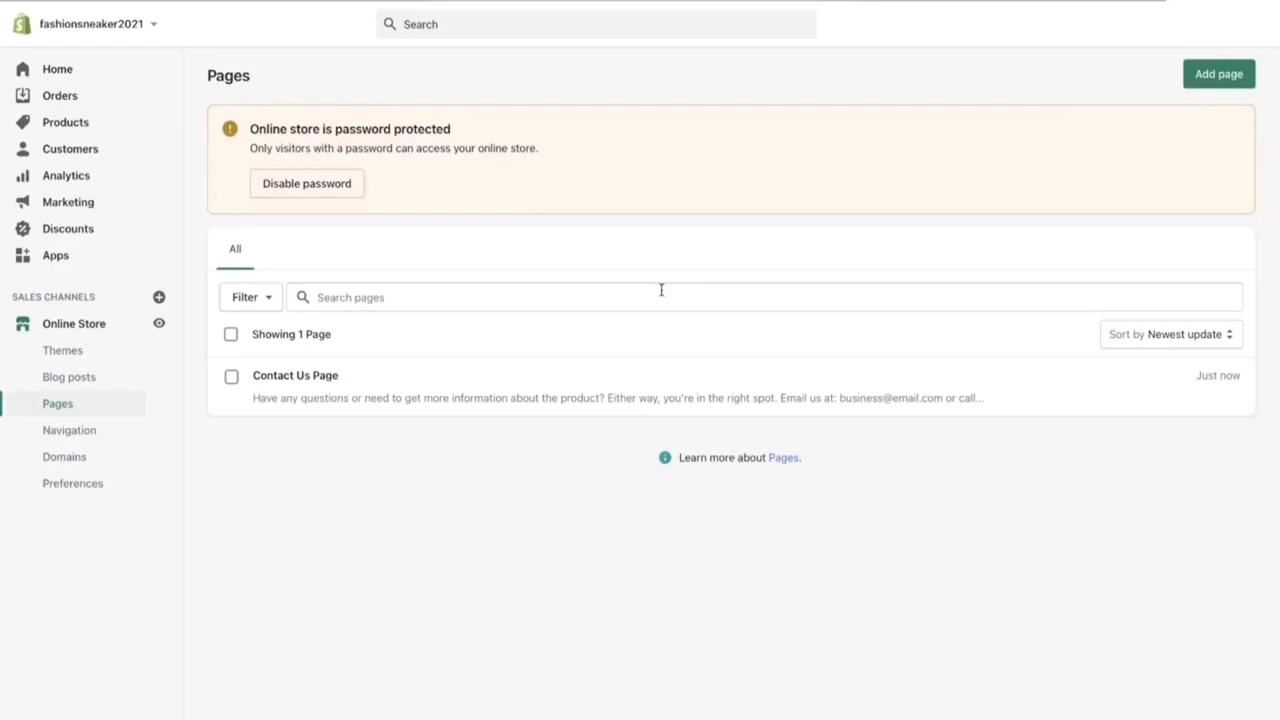 fashionsneaker2021
Search
Home
Orders
Products
Customers
Analytics
Marketing
Discounts
Apps
SALES CHANNELS
Online Store
Themes
Blog posts
Pages
Navigation
Domains
Preferences
Pages
Add page
Online store is password protected
Only visitors with a password can access your online store.
Disable password
All
Filter
Search pages
Showing 1 Page
Sort by Newest update
Contact Us Page
Just now
Have any questions or need to get more information about the product? Either way, you're in the right spot. Email us at: business@email.com or call...
Learn more about Pages.